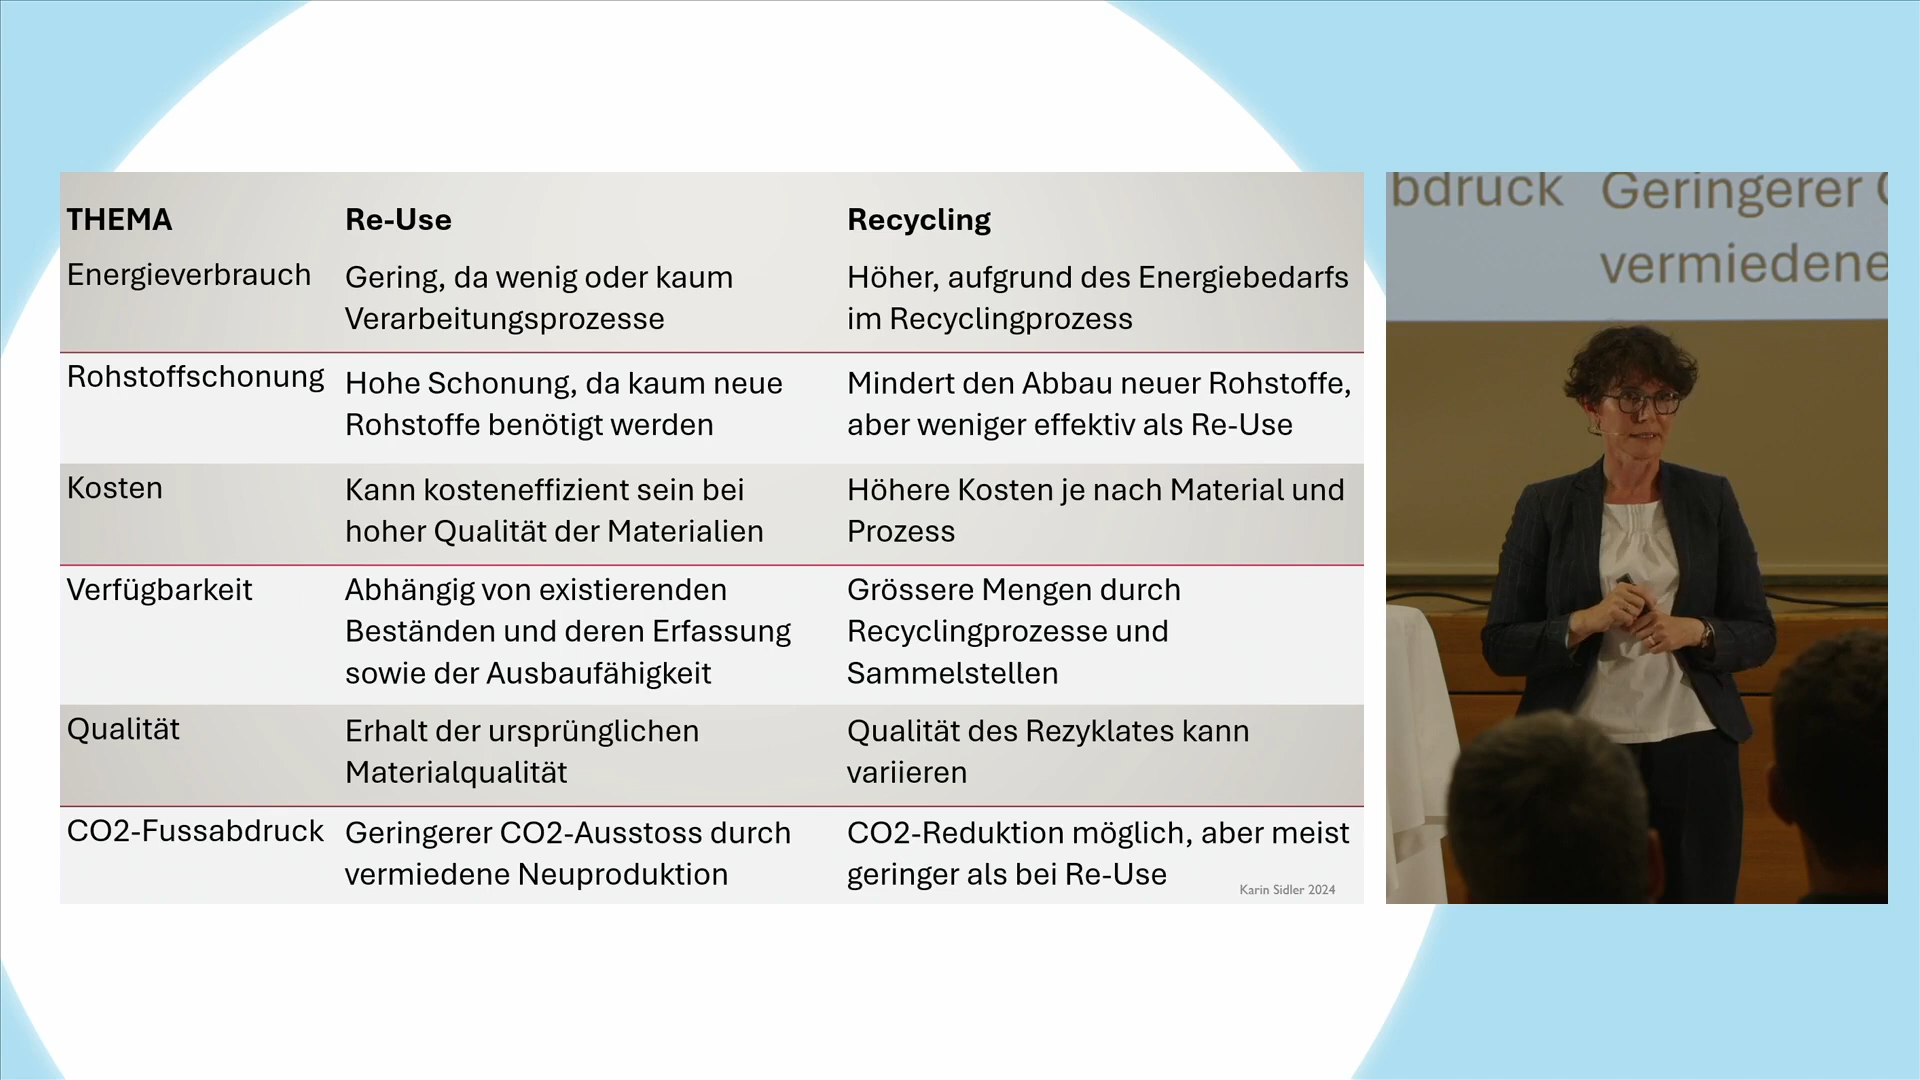 THEMA Re-Use Recycling
Energieverbrauch Gering, da wenig oder kaum Höher, aufgrund des Energiebedarfs
Verarbeitungsprozesse im Recyclingprozess
Rohstoffschonung Hohe Schonung, da kaum neue Mindert den Abbau neuer Rohstoffe,
Rohstoffe benötigt werden aber weniger effektiv als Re-Use
Kosten Kann kosteneffizient sein bei Höhere Kosten je nach Material und
hoher Qualität der Materialien Prozess
Verfügbarkeit Abhängig von existierenden Grössere Mengen durch
Beständen und deren Erfassung Recyclingprozesse und
sowie der Ausbaufähigkeit Sammelstellen
Qualität Erhalt der ursprünglichen Qualität des Rezyklates kann
Materialqualität variieren
CO2-Fussabdruck Geringerer CO2-Ausstoss durch CO2-Reduktion möglich, aber meist
vermiedene Neuproduktion geringer als bei Re-Use
Karin Sidler 2024
bdruck Geringerer C
vermiedene